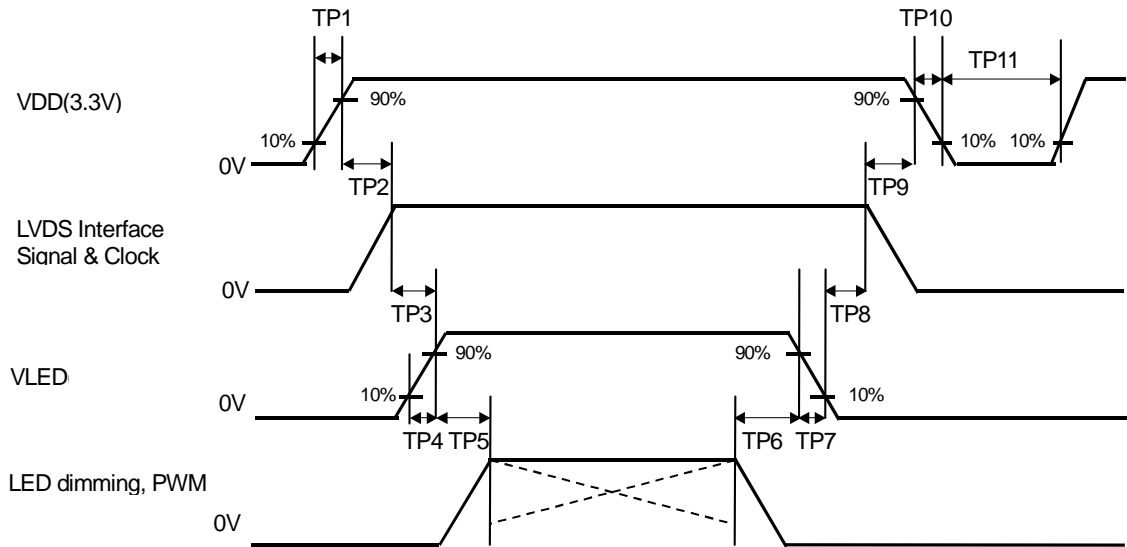 TP1
TP10
TP11
VDD(3.3V)
90%
90%
10%
10%
10%
0V
TP2
TP9
LVDS Interface
Signal & Clock
0V
TP3
TP8
90%
90%
VLED
10%
10%
0V
TP4
TP5
TP6
TP7
LED dimming, PWM
0V